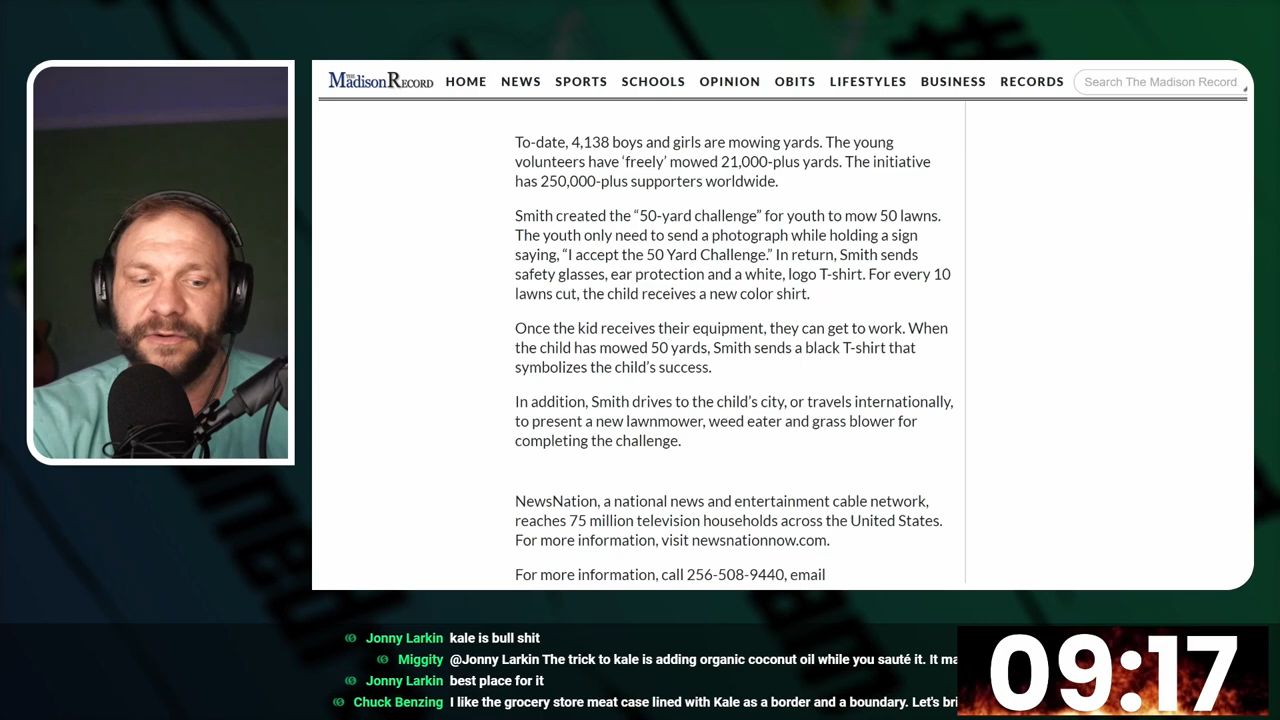 THE
Madison RECORD HOME NEWS SPORTS SCHOOLS OPINION OBITS LIFESTYLES BUSINESS RECORDS Search The Madison Record
To-date, 4,138 boys and girls are mowing yards. The young
volunteers have ‘freely’ mowed 21,000-plus yards. The initiative
has 250,000-plus supporters worldwide.
Smith created the “50-yard challenge” for youth to mow 50 lawns.
The youth only need to send a photograph while holding a sign
saying, “I accept the 50 Yard Challenge.” In return, Smith sends
safety glasses, ear protection and a white, logo T-shirt. For every 10
lawns cut, the child receives a new color shirt.
Once the kid receives their equipment, they can get to work. When
the child has mowed 50 yards, Smith sends a black T-shirt that
symbolizes the child’s success.
In addition, Smith drives to the child’s city, or travels internationally,
to present a new lawnmower, weed eater and grass blower for
completing the challenge.
NewsNation, a national news and entertainment cable network,
reaches 75 million television households across the United States.
For more information, visit newsnationnow.com.
For more information, call 256-508-9440, email
Jonny Larkin kale is bull shit
Miggity @Jonny Larkin The trick to kale is adding organic coconut oil while you sauté it. It
Jonny Larkin best place for it
Chuck Benzing I like the grocery store meat case lined with Kale as a border and a boundary. Let's
09:17